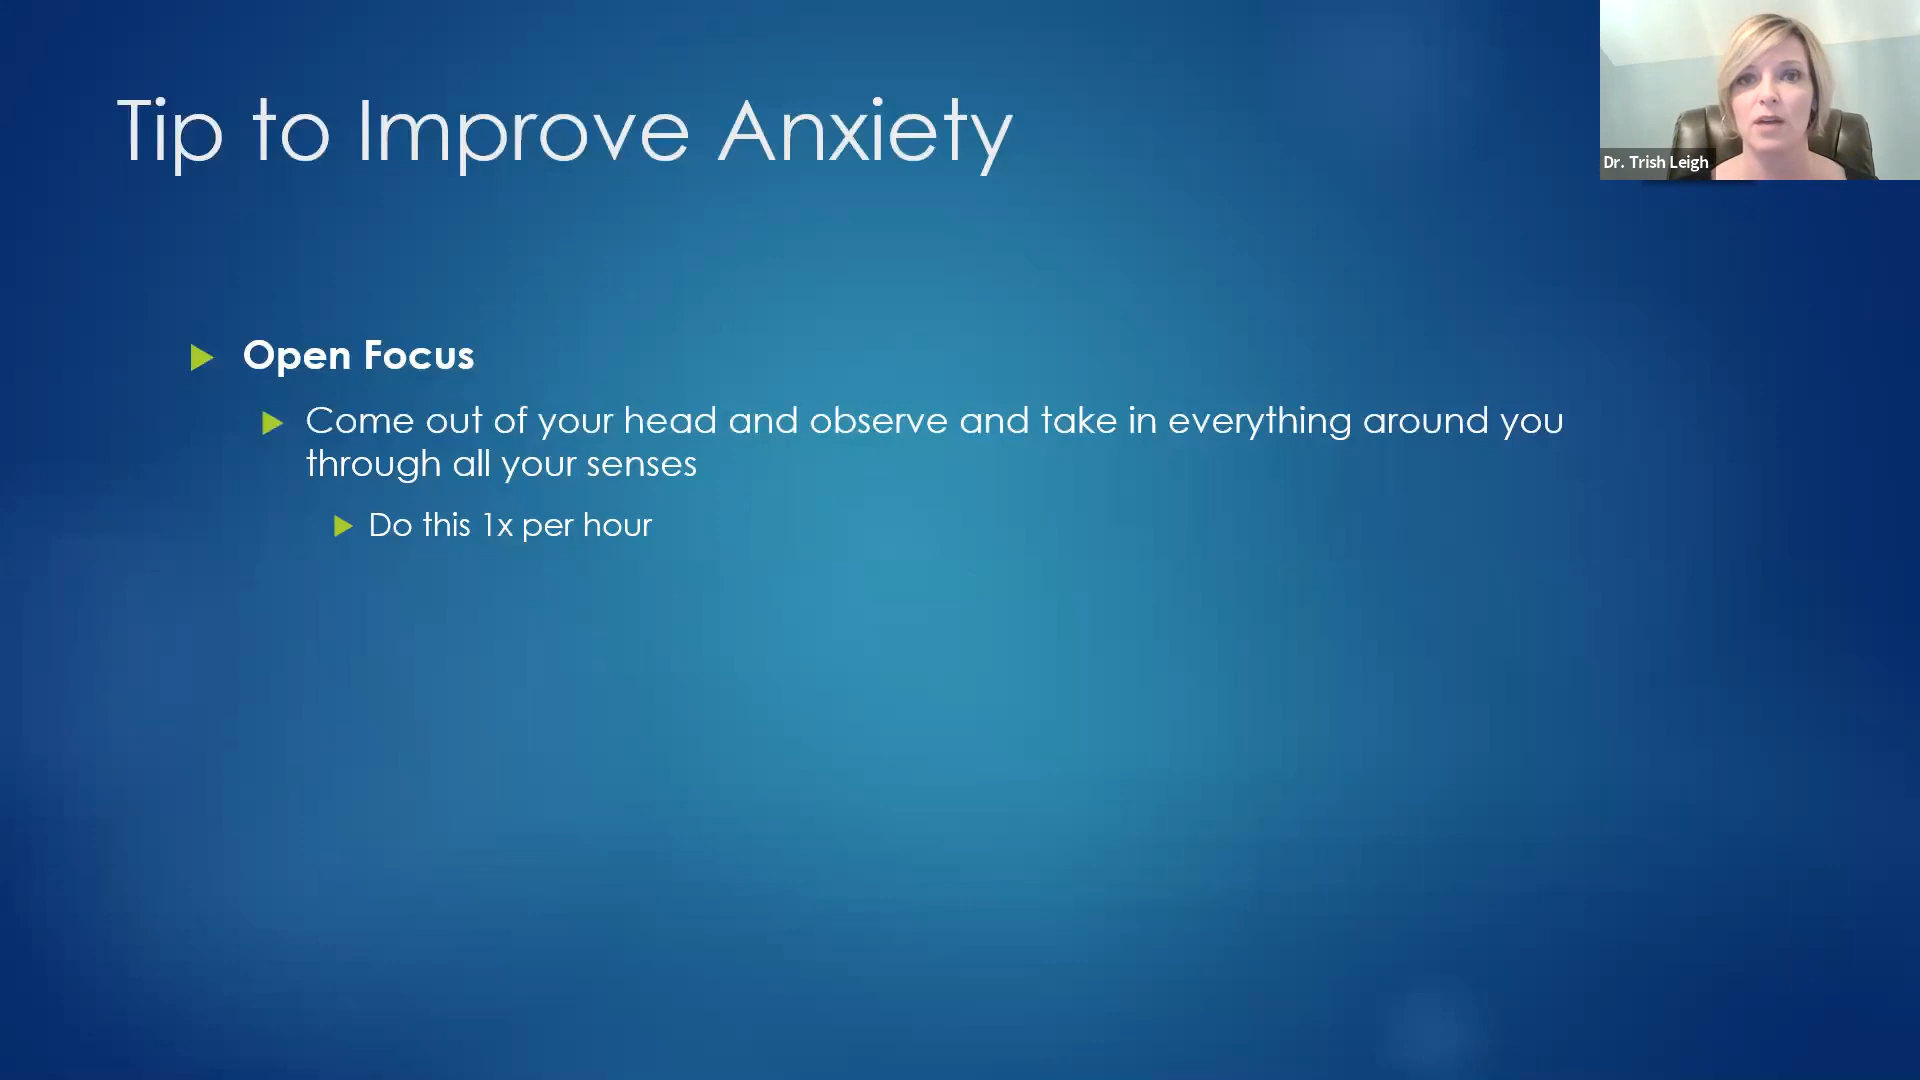 Tip to Improve Anxiety
Dr. Trish Leigh
Open Focus
Come out of your head and observe and take in everything around you
through all your senses
Do this 1x per hour